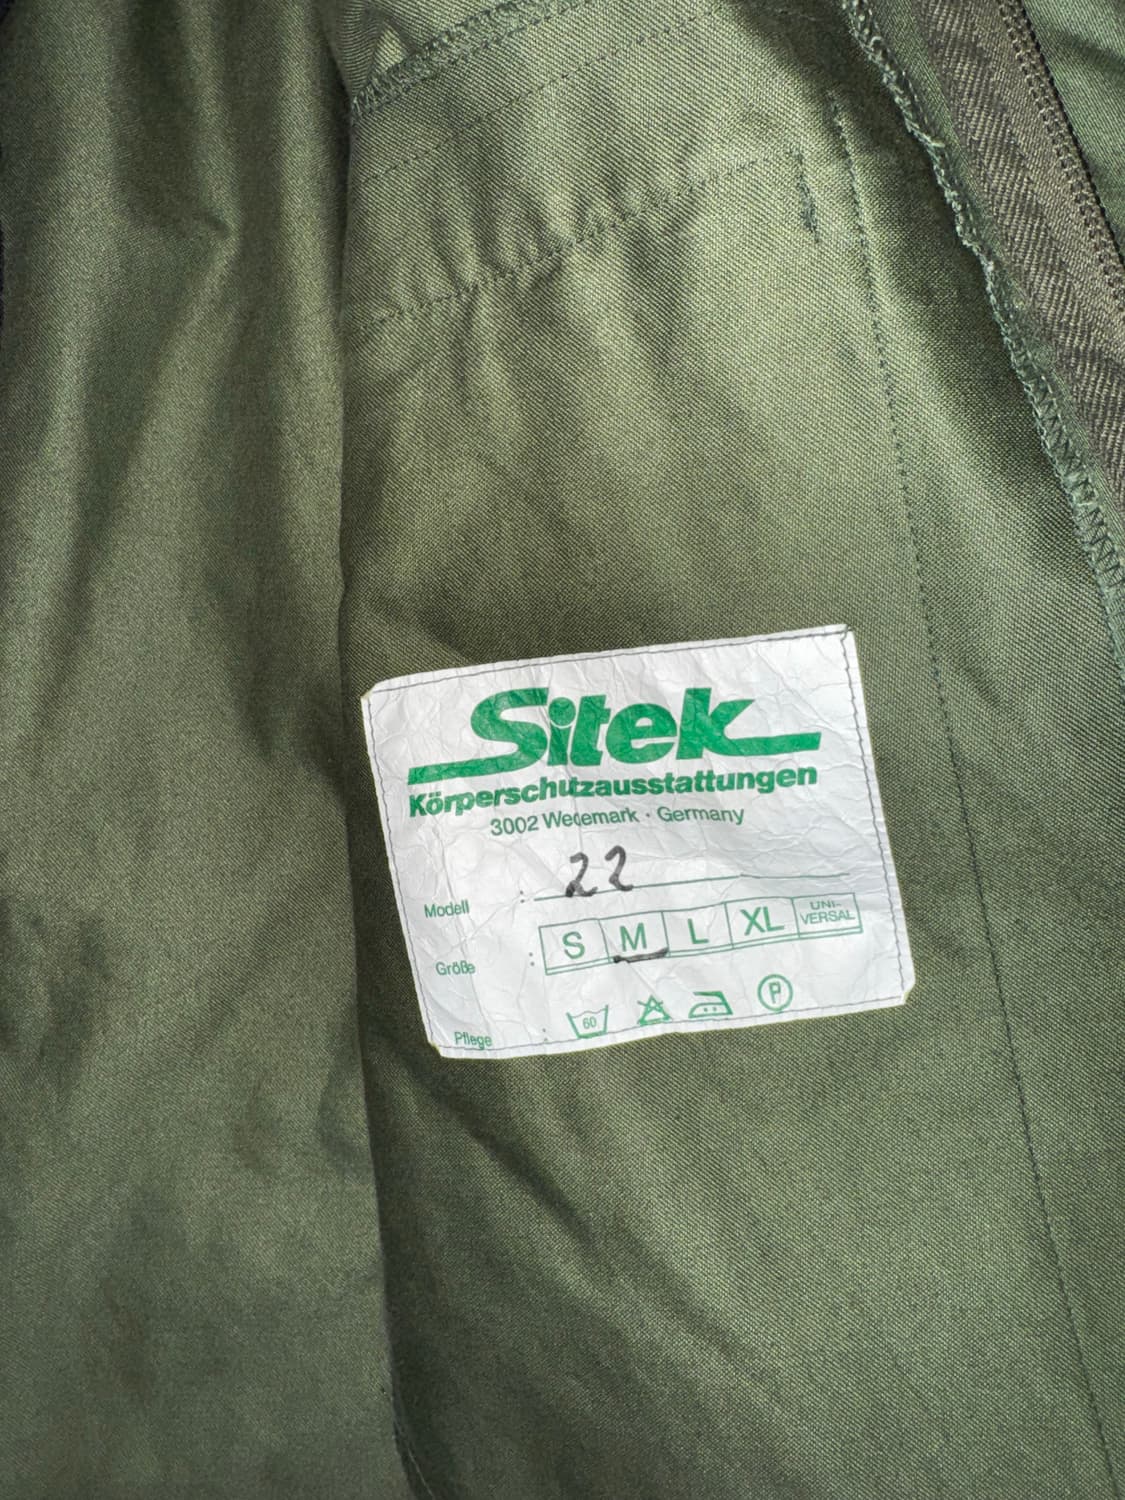 Sitek
Körperschutzausstattungen
3002 Wedemark · Germany
Modell : 22
Größe : S M L XL UNI-VERSAL
Pflege : 60 P